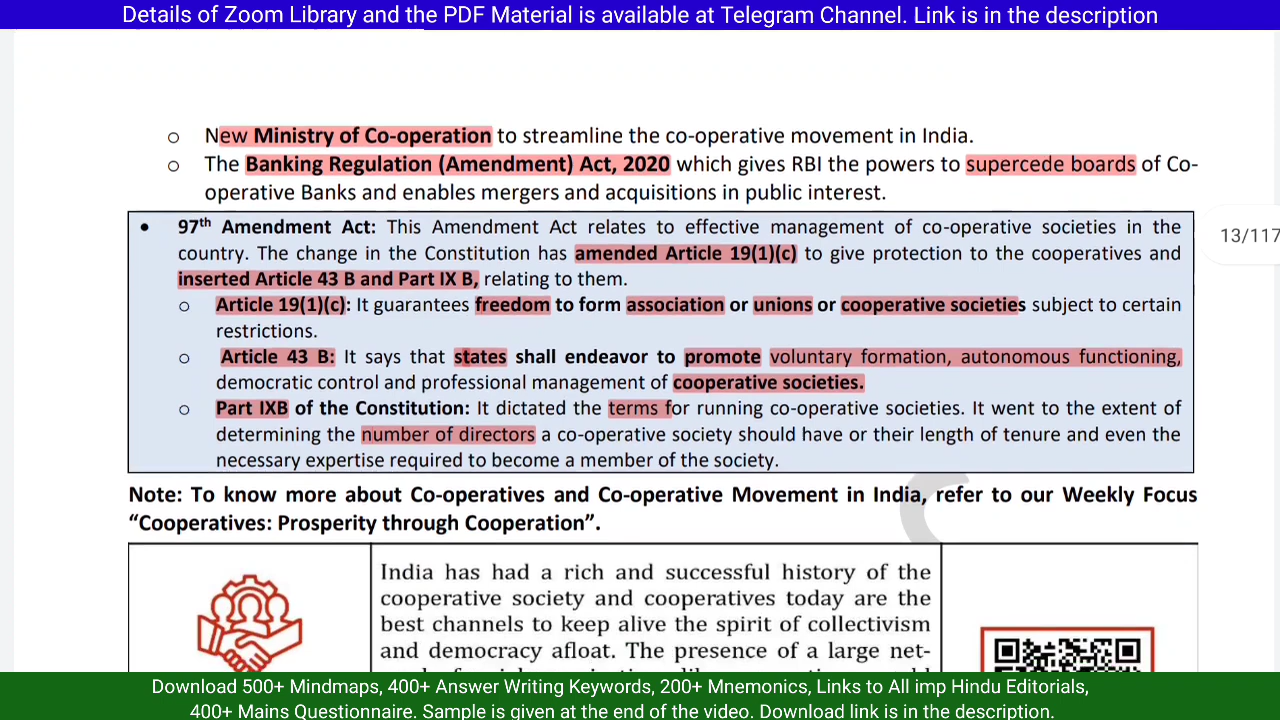 Details of Zoom Library and the PDF Material is available at Telegram Channel. Link is in the description
o New Ministry of Co-operation to streamline the co-operative movement in India.
o The Banking Regulation (Amendment) Act, 2020 which gives RBI the powers to supercede boards of Co-
operative Banks and enables mergers and acquisitions in public interest.
13/117
• 97th Amendment Act: This Amendment Act relates to effective management of co-operative societies in the
country. The change in the Constitution has amended Article 19(1)(c) to give protection to the cooperatives and
inserted Article 43 B and Part IX B, relating to them.
o Article 19(1)(c): It guarantees freedom to form association or unions or cooperative societies subject to certain
restrictions.
o Article 43 B: It says that states shall endeavor to promote voluntary formation, autonomous functioning,
democratic control and professional management of cooperative societies.
o Part IXB of the Constitution: It dictated the terms for running co-operative societies. It went to the extent of
determining the number of directors a co-operative society should have or their length of tenure and even the
necessary expertise required to become a member of the society.
Note: To know more about Co-operatives and Co-operative Movement in India, refer to our Weekly Focus
“Cooperatives: Prosperity through Cooperation”.
India has had a rich and successful history of the
cooperative society and cooperatives today are the
best channels to keep alive the spirit of collectivism
and democracy afloat. The presence of a large net-
Download 500+ Mindmaps, 400+ Answer Writing Keywords, 200+ Mnemonics, Links to All imp Hindu Editorials,
400+ Mains Questionnaire. Sample is given at the end of the video. Download link is in the description.